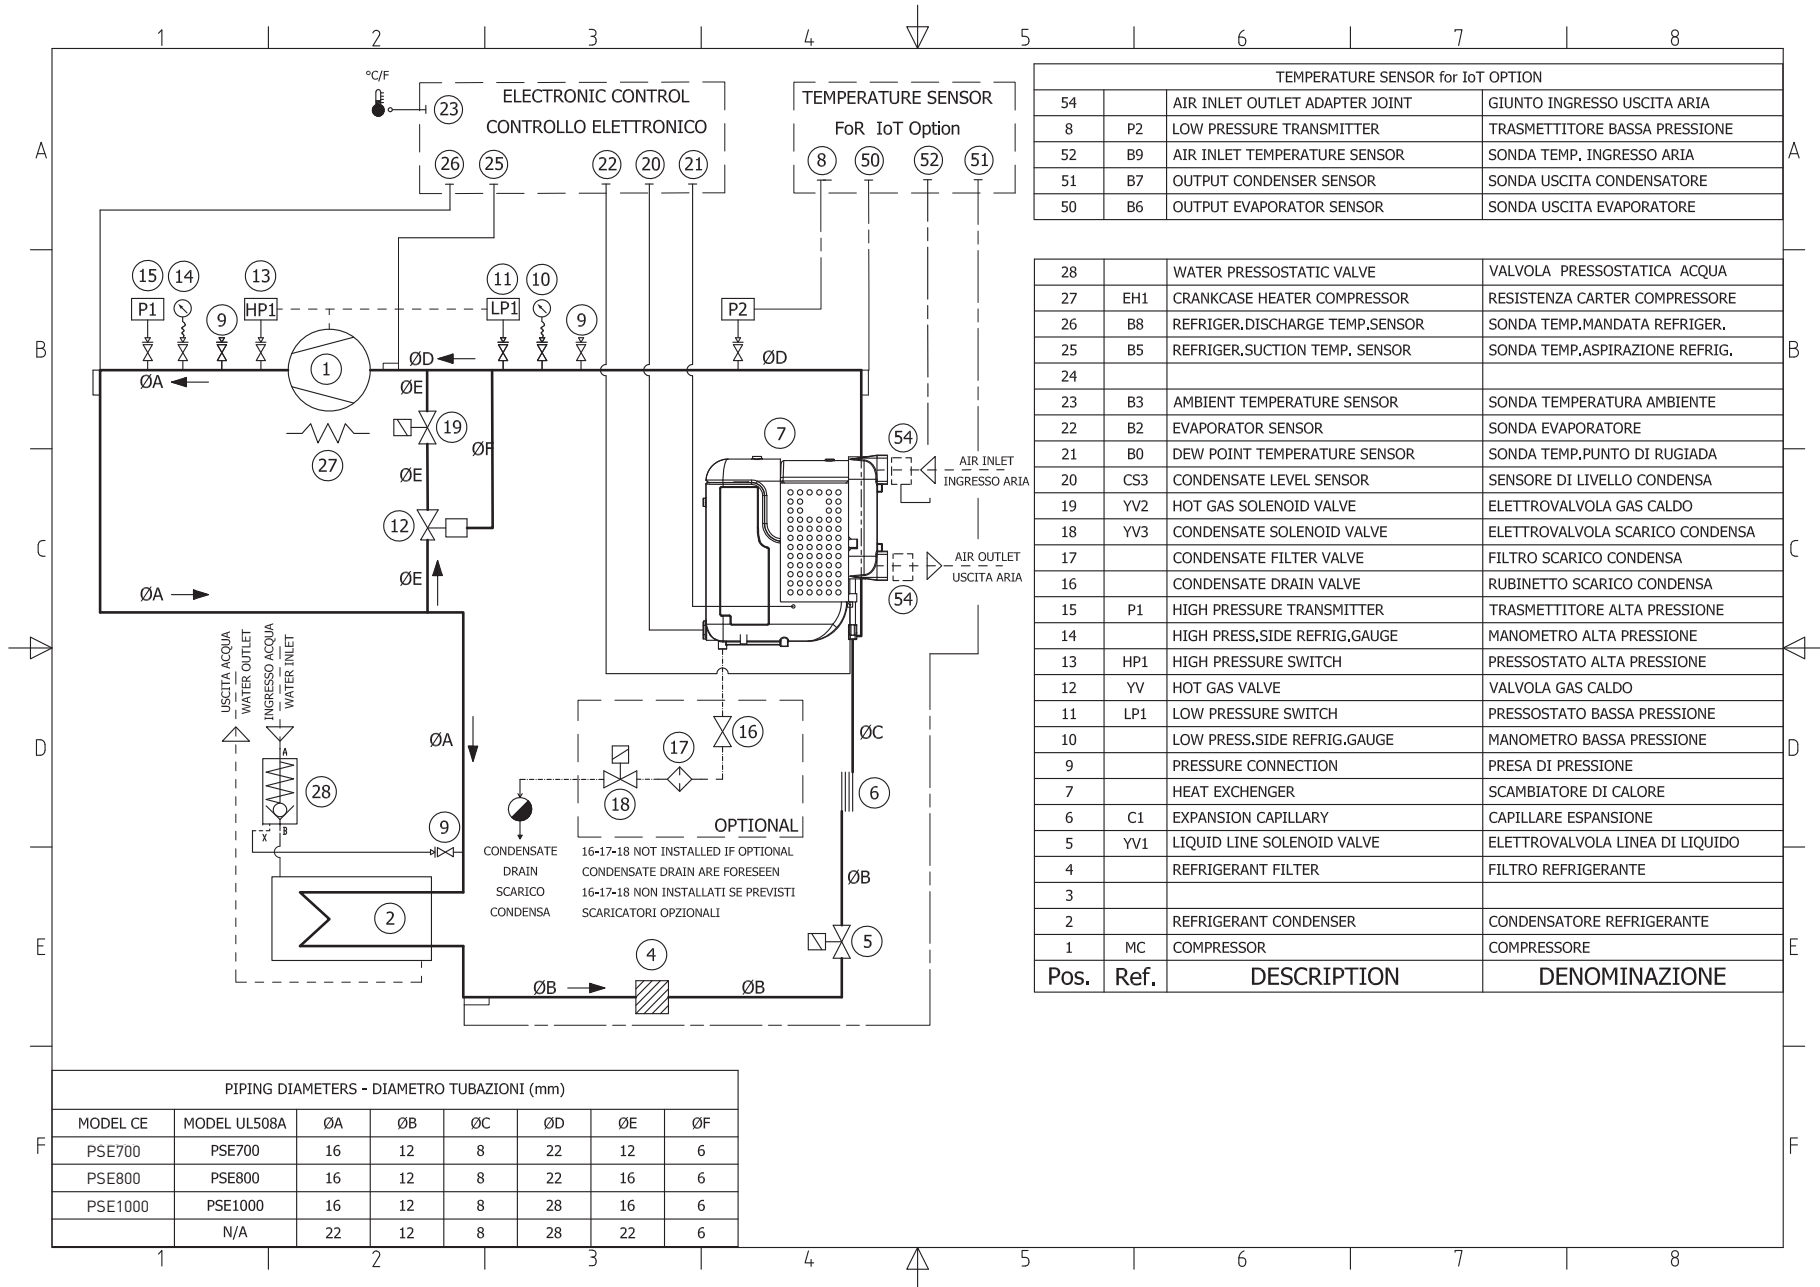 1 2 3 4 5 6 7 8
A
B
C
D
E
F
A
B
C
D
E
F
°C/F
23
ELECTRONIC CONTROL
CONTROLLO ELETTRONICO
26 25 22 20 21
TEMPERATURE SENSOR
FoR IoT Option
8 50 52 51
15 14 13 11 10
P1 9 HP1 LP1 9 P2
1
ØD ØD
ØA
ØE
19
ØF
27
ØE
12
ØE
ØA
7
54
AIR INLET
INGRESSO ARIA
AIR OUTLET
USCITA ARIA
54
USCITA ACQUA
WATER OUTLET
INGRESSO ACQUA
WATER INLET
A
28
X B
ØA
9
2
16
17
18
OPTIONAL
ØC
6
CONDENSATE
DRAIN
SCARICO
CONDENSA
16-17-18 NOT INSTALLED IF OPTIONAL
CONDENSATE DRAIN ARE FORESEEN
16-17-18 NON INSTALLATI SE PREVISTI
SCARICATORI OPZIONALI
ØB
5
4
ØB ØB
TEMPERATURE SENSOR for IoT OPTION
54 AIR INLET OUTLET ADAPTER JOINT GIUNTO INGRESSO USCITA ARIA
8 P2 LOW PRESSURE TRANSMITTER TRASMETTITORE BASSA PRESSIONE
52 B9 AIR INLET TEMPERATURE SENSOR SONDA TEMP. INGRESSO ARIA
51 B7 OUTPUT CONDENSER SENSOR SONDA USCITA CONDENSATORE
50 B6 OUTPUT EVAPORATOR SENSOR SONDA USCITA EVAPORATORE
28 WATER PRESSOSTATIC VALVE VALVOLA PRESSOSTATICA ACQUA
27 EH1 CRANKCASE HEATER COMPRESSOR RESISTENZA CARTER COMPRESSORE
26 B8 REFRIGER.DISCHARGE TEMP.SENSOR SONDA TEMP.MANDATA REFRIGER.
25 B5 REFRIGER.SUCTION TEMP. SENSOR SONDA TEMP.ASPIRAZIONE REFRIG.
24
23 B3 AMBIENT TEMPERATURE SENSOR SONDA TEMPERATURA AMBIENTE
22 B2 EVAPORATOR SENSOR SONDA EVAPORATORE
21 B0 DEW POINT TEMPERATURE SENSOR SONDA TEMP.PUNTO DI RUGIADA
20 CS3 CONDENSATE LEVEL SENSOR SENSORE DI LIVELLO CONDENSA
19 YV2 HOT GAS SOLENOID VALVE ELETTROVALVOLA GAS CALDO
18 YV3 CONDENSATE SOLENOID VALVE ELETTROVALVOLA SCARICO CONDENSA
17 CONDENSATE FILTER VALVE FILTRO SCARICO CONDENSA
16 CONDENSATE DRAIN VALVE RUBINETTO SCARICO CONDENSA
15 P1 HIGH PRESSURE TRANSMITTER TRASMETTITORE ALTA PRESSIONE
14 HIGH PRESS.SIDE REFRIG.GAUGE MANOMETRO ALTA PRESSIONE
13 HP1 HIGH PRESSURE SWITCH PRESSOSTATO ALTA PRESSIONE
12 YV HOT GAS VALVE VALVOLA GAS CALDO
11 LP1 LOW PRESSURE SWITCH PRESSOSTATO BASSA PRESSIONE
10 LOW PRESS.SIDE REFRIG.GAUGE MANOMETRO BASSA PRESSIONE
9 PRESSURE CONNECTION PRESA DI PRESSIONE
7 HEAT EXCHENGER SCAMBIATORE DI CALORE
6 C1 EXPANSION CAPILLARY CAPILLARE ESPANSIONE
5 YV1 LIQUID LINE SOLENOID VALVE ELETTROVALVOLA LINEA DI LIQUIDO
4 REFRIGERANT FILTER FILTRO REFRIGERANTE
3
2 REFRIGERANT CONDENSER CONDENSATORE REFRIGERANTE
1 MC COMPRESSOR COMPRESSORE
Pos. Ref. DESCRIPTION DENOMINAZIONE
PIPING DIAMETERS - DIAMETRO TUBAZIONI (mm)
MODEL CE MODEL UL508A ØA ØB ØC ØD ØE ØF
PSE700 PSE700 16 12 8 22 12 6
PSE800 PSE800 16 12 8 22 16 6
PSE1000 PSE1000 16 12 8 28 16 6
N/A 22 12 8 28 22 6
1 2 3 4 5 6 7 8